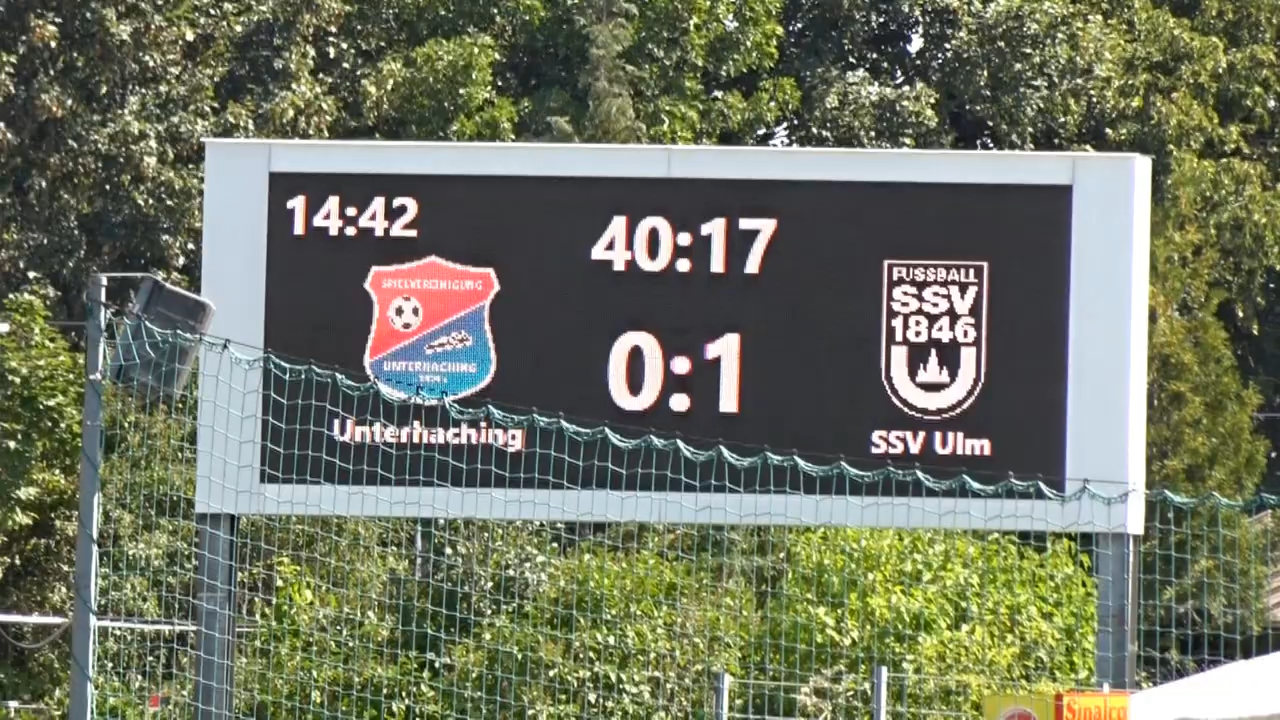 14:42
40:17
SPIELVEREINIGUNG
UNTERHACHING
Unterhaching
0:1
FUSSBALL
SSV
1846
SSV Ulm
Sinalco